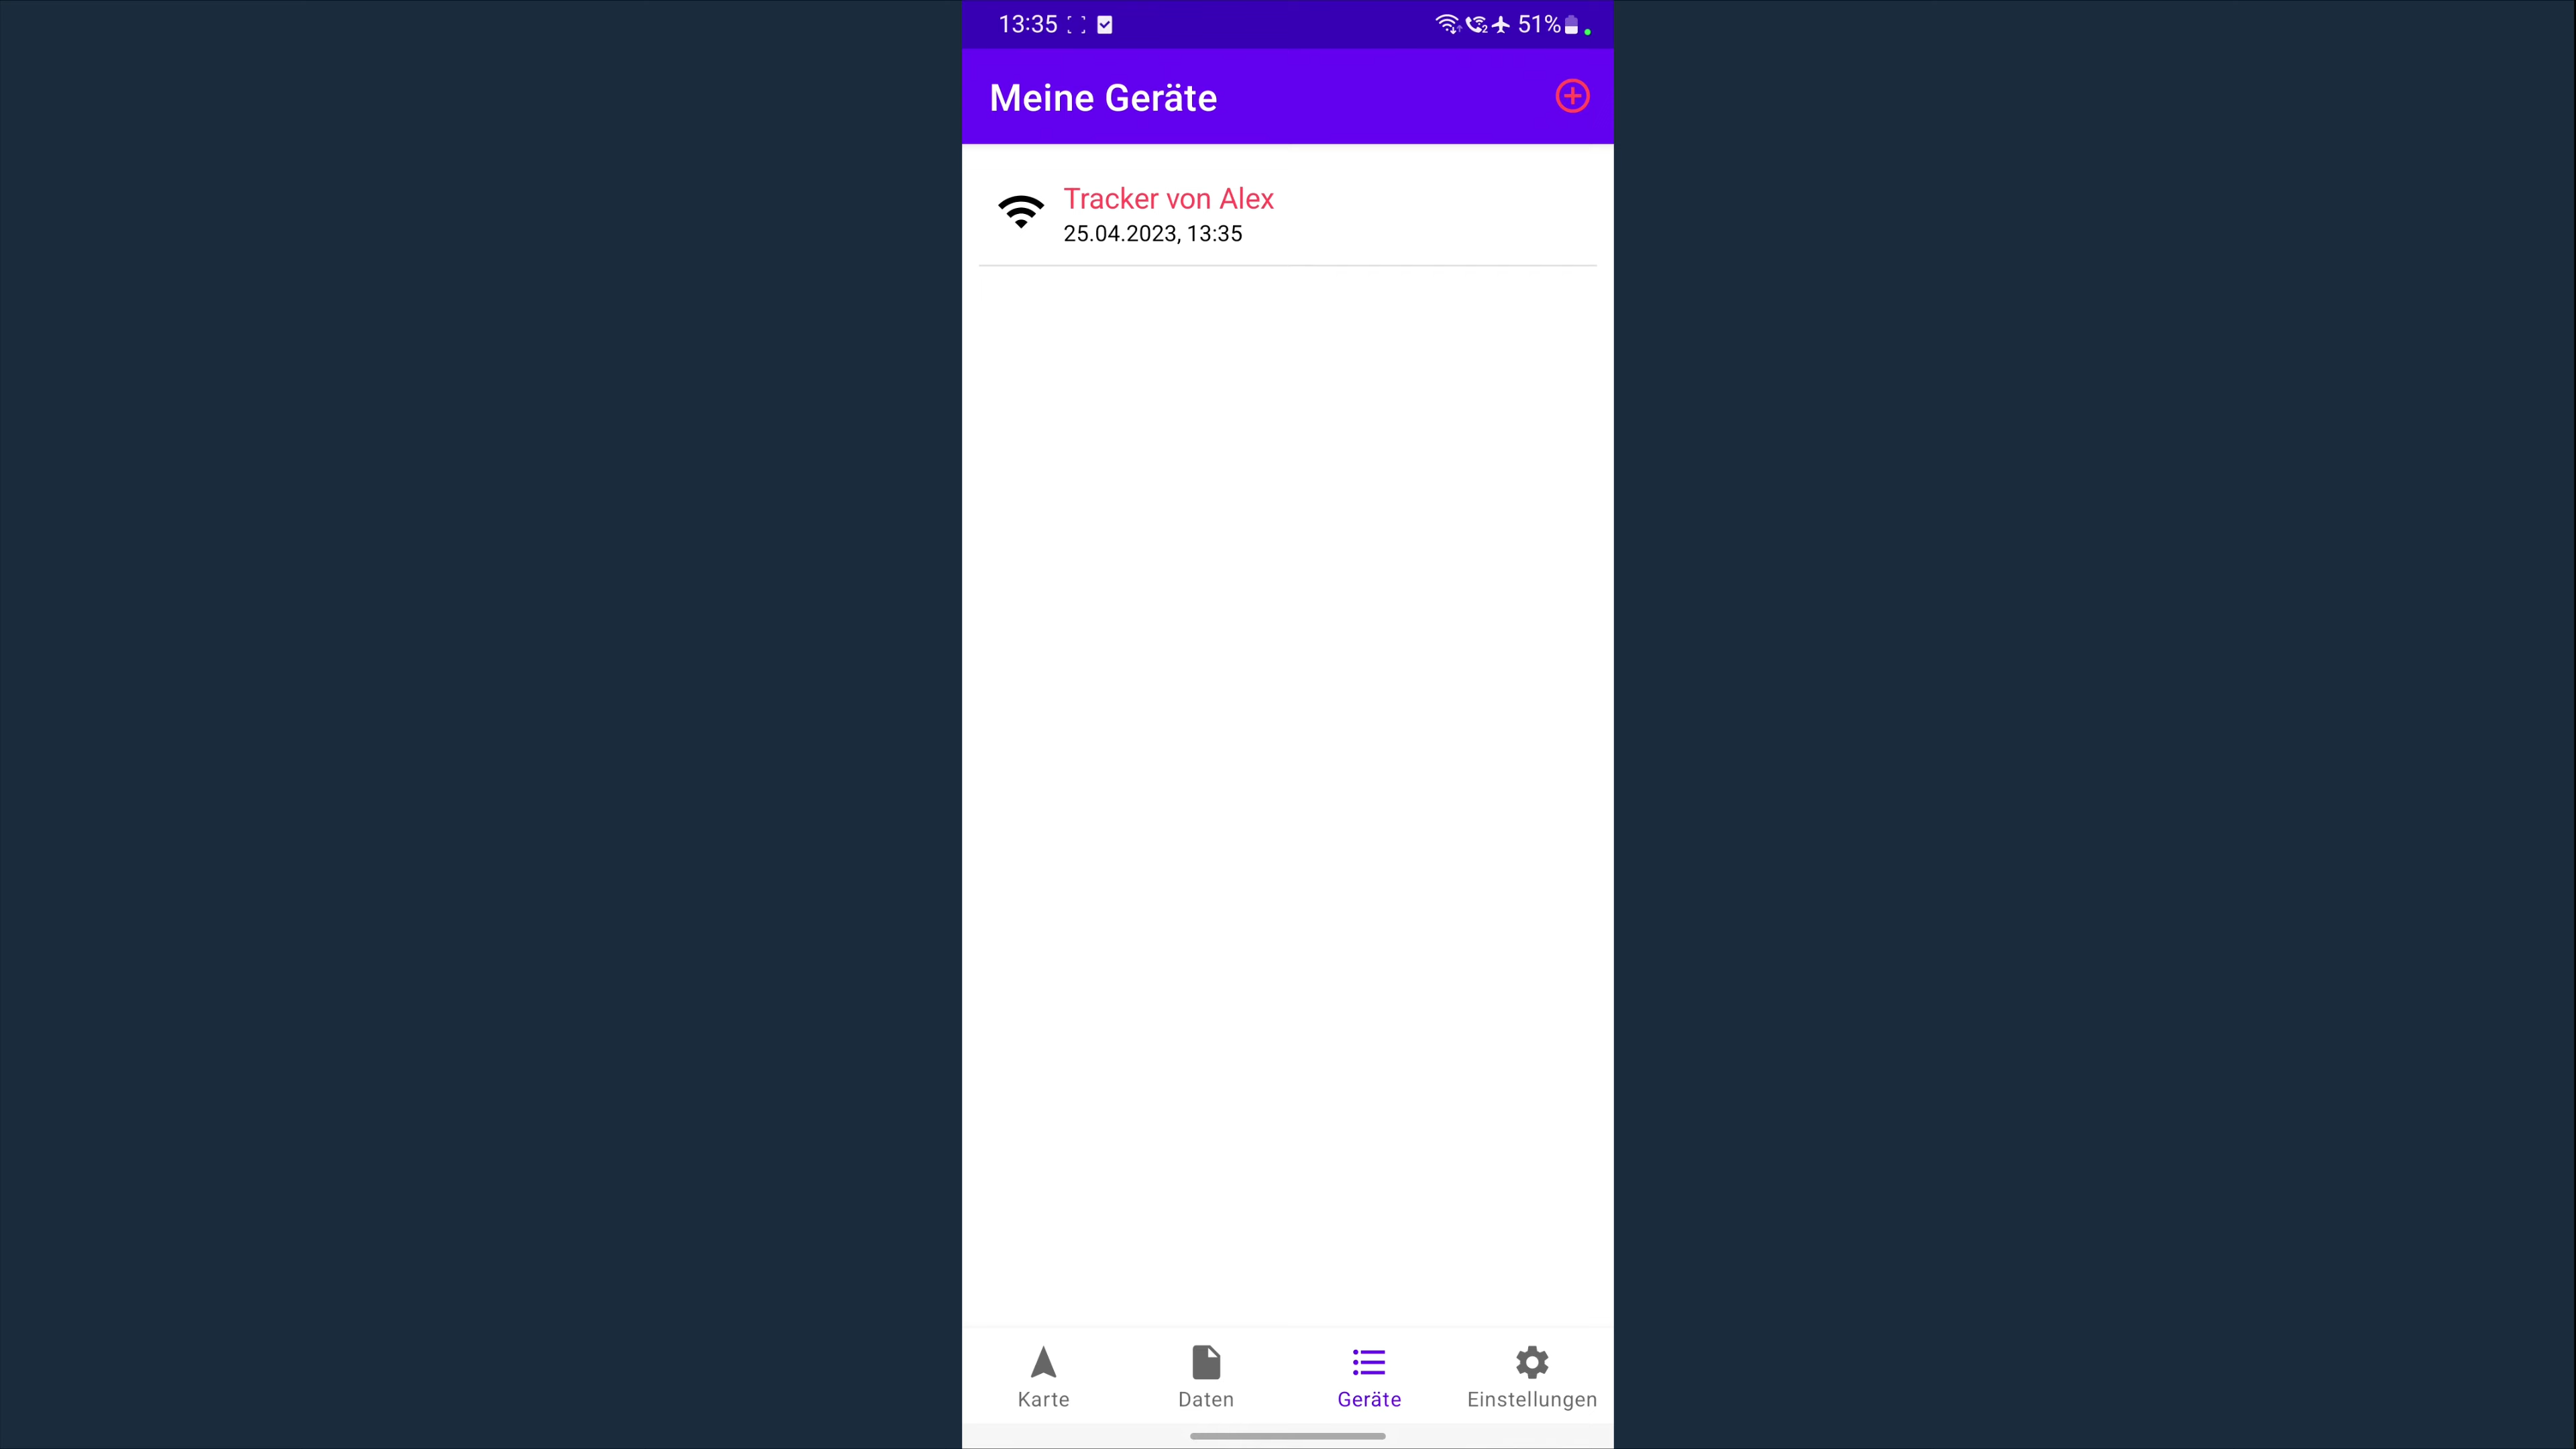 13:35
51%
Meine Geräte
Tracker von Alex
25.04.2023, 13:35
Karte
Daten
Geräte
Einstellungen